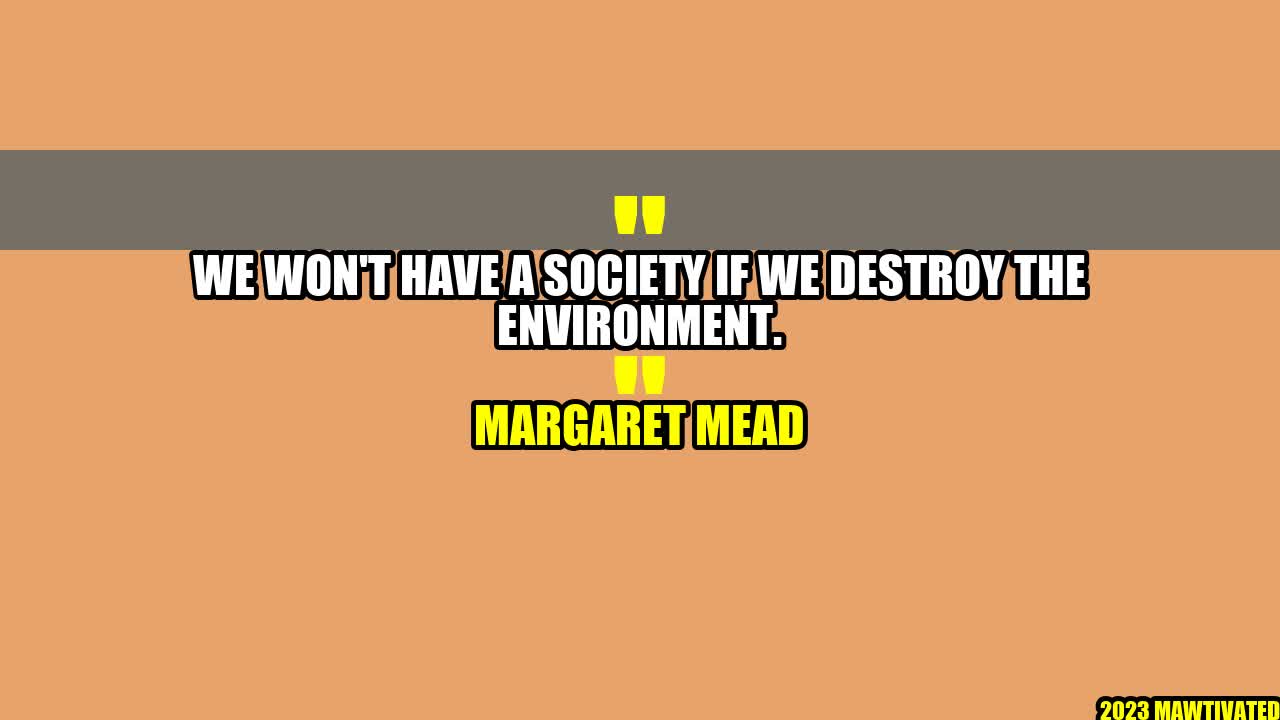 "
WE WON'T HAVE A SOCIETY IF WE DESTROY THE
ENVIRONMENT.
"
MARGARET MEAD
2023 MAWTIVATED